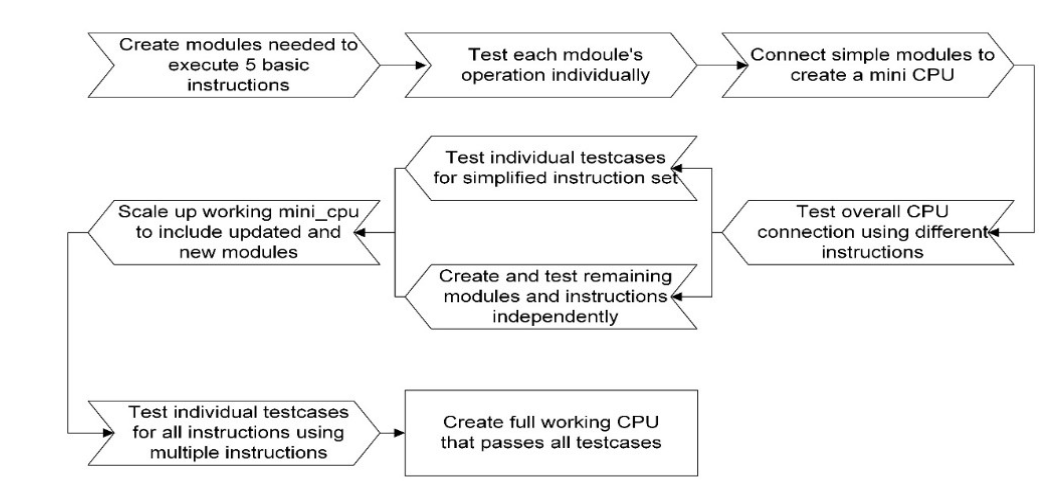 Create modules needed to
execute 5 basic
instructions
Test each mdoule's
operation individually
Connect simple modules to
create a mini CPU
Test overall CPU
connection using different
instructions
Test individual testcases
for simplified instruction set
Create and test remaining
modules and instructions
independently
Scale up working mini_cpu
to include updated and
new modules
Test individual testcases
for all instructions using
multiple instructions
Create full working CPU
that passes all testcases